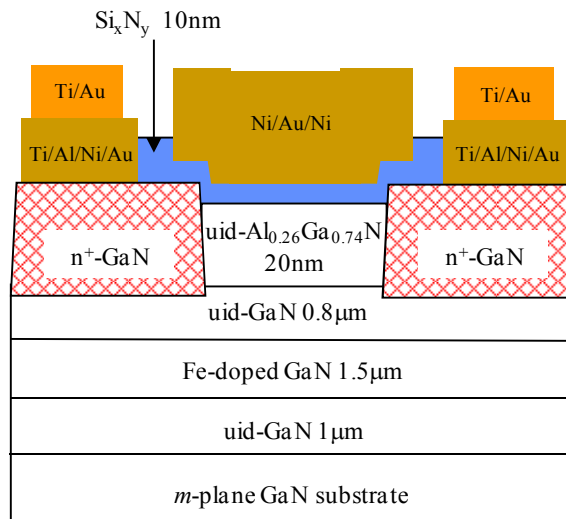 SiₓNᵧ 10nm
Ti/Au
Ti/Au
Ni/Au/Ni
Ti/Al/Ni/Au
Ti/Al/Ni/Au
uid-Al₀.₂₆Ga₀.₇₄N
20nm
n⁺-GaN
n⁺-GaN
uid-GaN 0.8μm
Fe-doped GaN 1.5μm
uid-GaN 1μm
m-plane GaN substrate